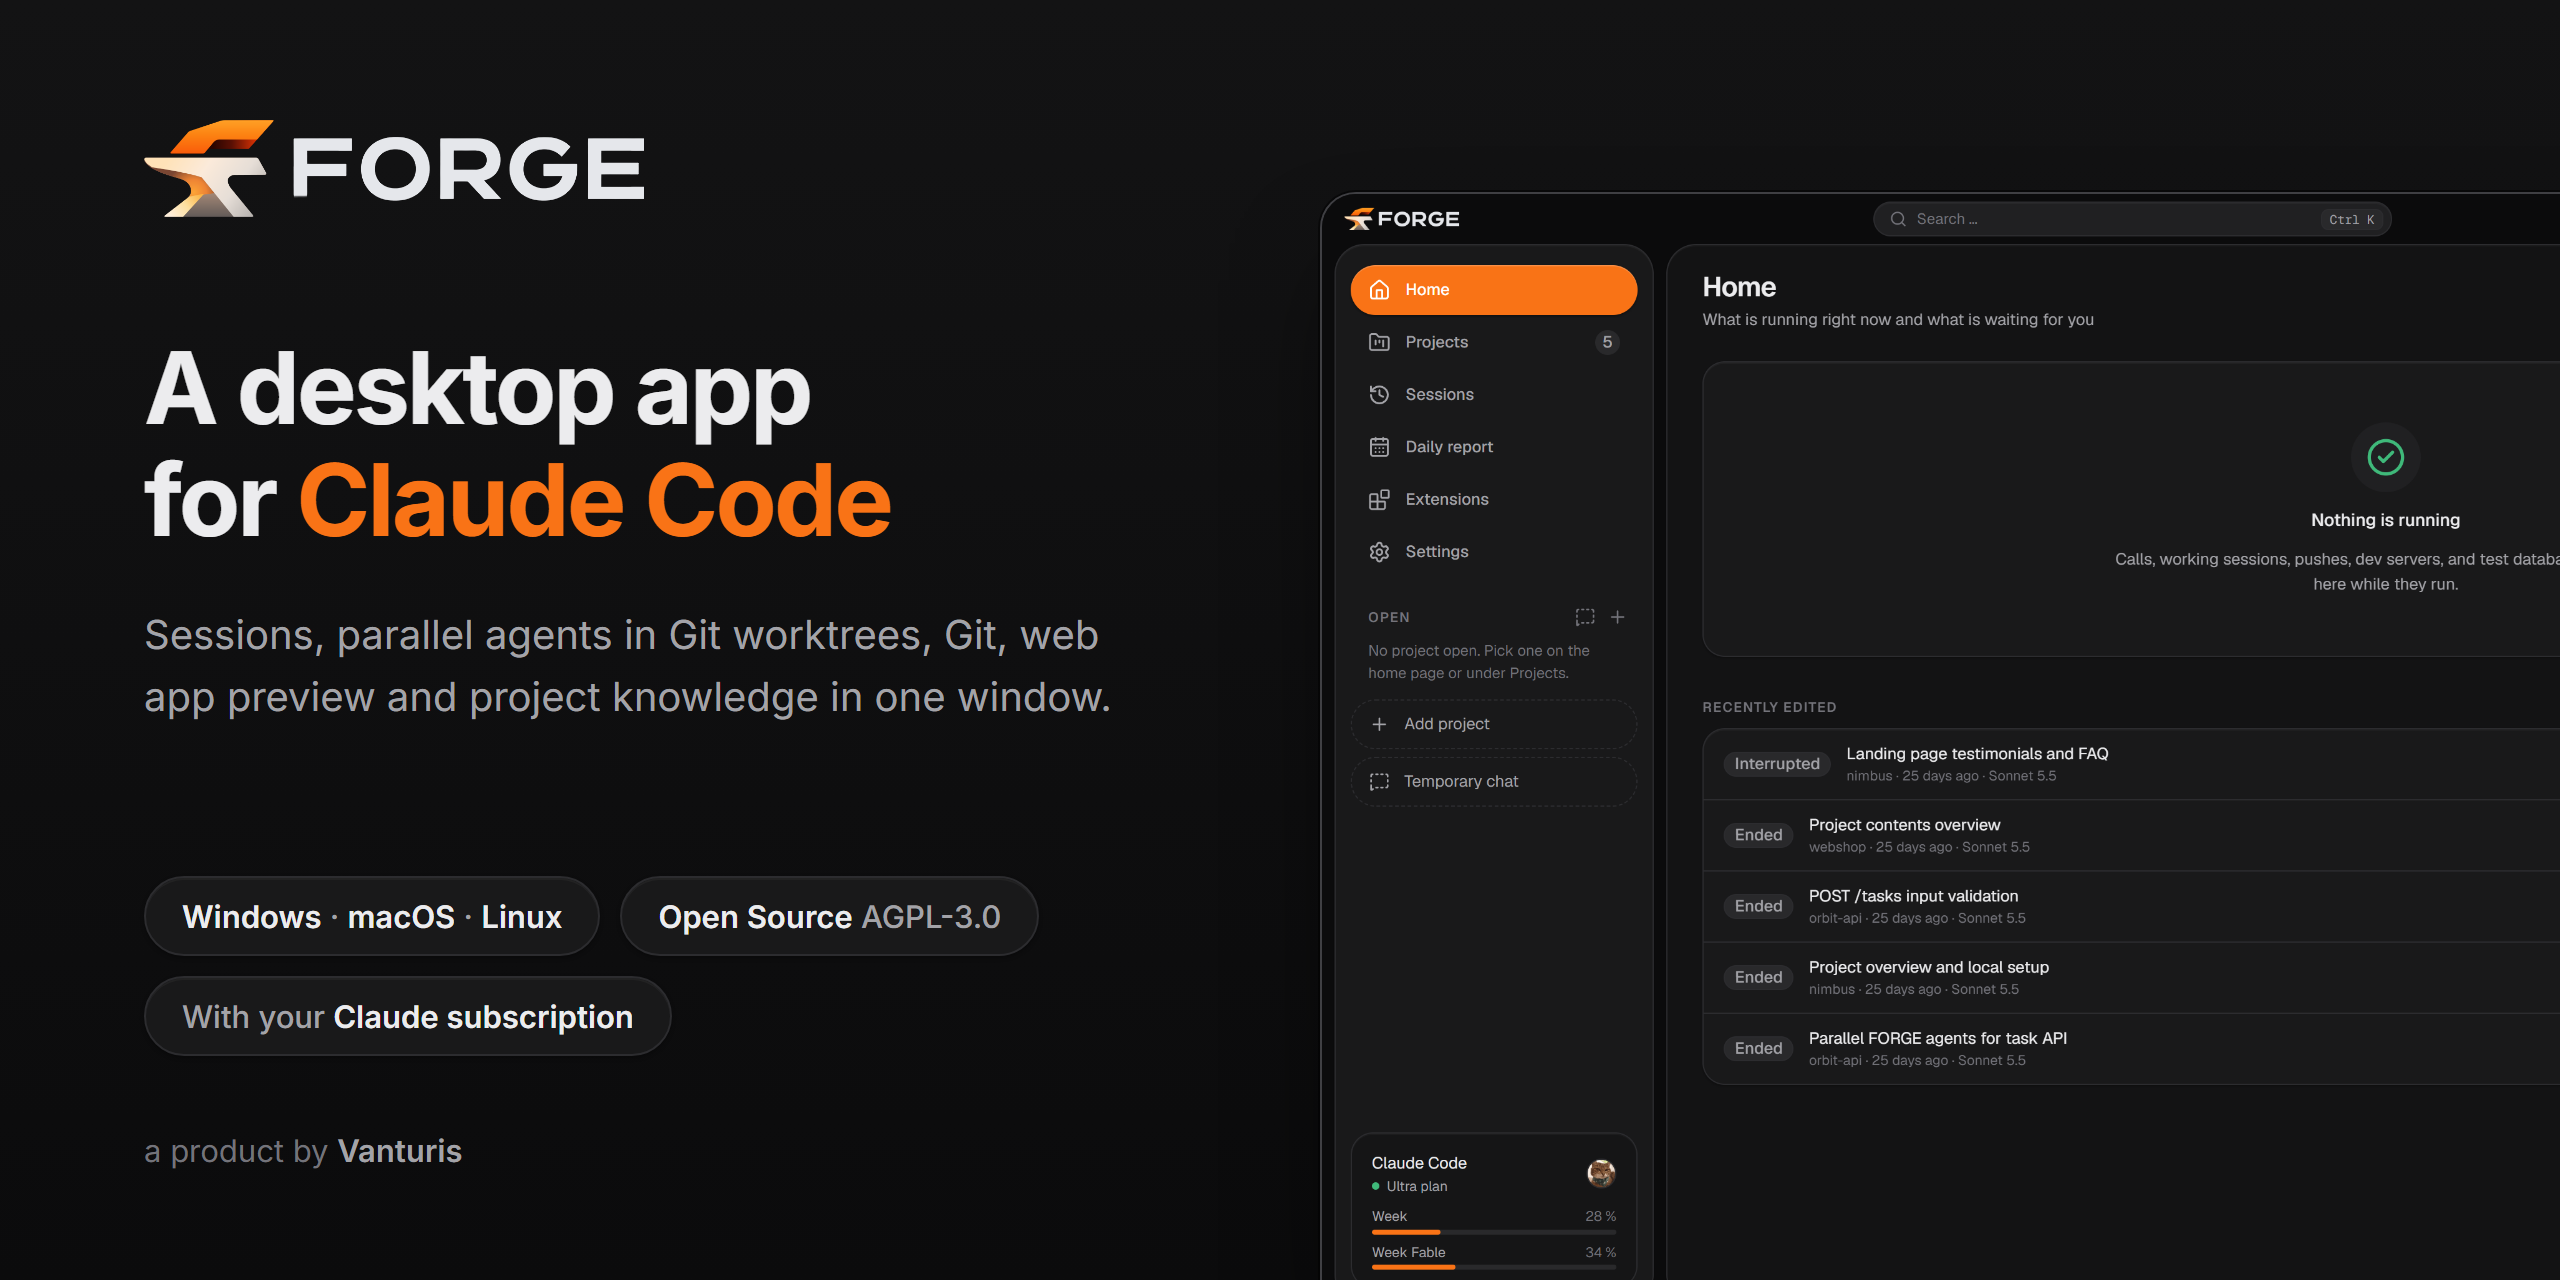 FORGE
A desktop app
for Claude Code
Sessions, parallel agents in Git worktrees, Git, web
app preview and project knowledge in one window.
Windows · macOS · Linux
Open Source AGPL-3.0
With your Claude subscription
a product by Vanturis
FORGE
Search ...
Ctrl K
Home
Projects
5
Sessions
Daily report
Extensions
Settings
OPEN
No project open. Pick one on the
home page or under Projects.
Add project
Temporary chat
Claude Code
Ultra plan
Week 28 %
Week Fable 34 %
Home
What is running right now and what is waiting for you
Nothing is running
Calls, working sessions, pushes, dev servers, and test databa
here while they run.
RECENTLY EDITED
Interrupted
Landing page testimonials and FAQ
nimbus · 25 days ago · Sonnet 5.5
Ended
Project contents overview
webshop · 25 days ago · Sonnet 5.5
Ended
POST /tasks input validation
orbit-api · 25 days ago · Sonnet 5.5
Ended
Project overview and local setup
nimbus · 25 days ago · Sonnet 5.5
Ended
Parallel FORGE agents for task API
orbit-api · 25 days ago · Sonnet 5.5